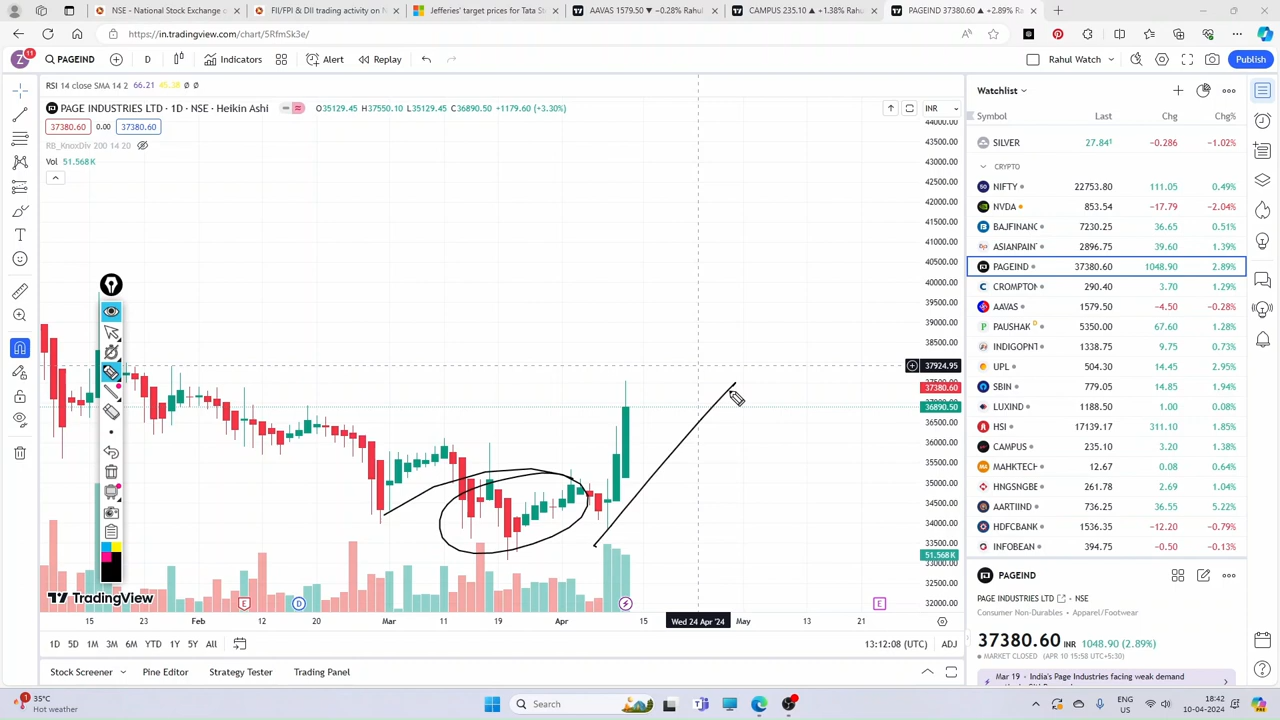 NSE - National Stock Exchange o
FII/FPI & DII trading activity on N
Jefferies' target prices for Tata St
AAVAS 1579.50 ▼ −0.28% Rahul
CAMPUS 235.10 ▲ +1.38% Rahu
PAGEIND 37380.60 ▲ +2.89% R
https://in.tradingview.com/chart/5RfmSk3e/
Z 11 PAGEIND D Indicators Alert Replay Rahul Watch Publish
RSI 14 close SMA 14 2 66.21 45.38 ø ø
PAGE INDUSTRIES LTD · 1D · NSE · Heikin Ashi O35129.45 H37550.10 L35129.45 C36890.50 +1179.60 (+3.30%)
INR
37380.60 0.00 37380.60
RB_KnoxDiv 200 14 20
Vol 51.568K
44000.00
43500.00
43000.00
42500.00
42000.00
41500.00
41000.00
40500.00
40000.00
39500.00
39000.00
38500.00
37924.95
37380.60
36890.50
36500.00
36000.00
35500.00
35000.00
34500.00
34000.00
33500.00
51.568K
33000.00
32500.00
32000.00
TradingView
E D E
15 23 Feb 12 20 Mar 11 19 Apr 15 Wed 24 Apr '24 May 13 21
1D 5D 1M 3M 6M YTD 1Y 5Y All
13:12:08 (UTC) ADJ
Stock Screener Pine Editor Strategy Tester Trading Panel
Watchlist
Symbol Last Chg Chg%
SILVER 27.84¹ −0.286 −1.02%
CRYPTO
NIFTY 22753.80 111.05 0.49%
NVDA 853.54 −17.79 −2.04%
BAJFINANC 7230.25 36.65 0.51%
ASIANPAIN 2896.75 39.60 1.39%
PAGEIND 37380.60 1048.90 2.89%
CROMPTON 290.40 3.70 1.29%
AAVAS 1579.50 −4.50 −0.28%
PAUSHAK D 5350.00 67.60 1.28%
INDIGOPNT 1338.75 9.75 0.73%
UPL 504.30 14.45 2.95%
SBIN 779.05 14.85 1.94%
LUXIND 1188.50 1.00 0.08%
HSI 17139.17 311.10 1.85%
CAMPUS 235.10 3.20 1.38%
MAHKTECH 12.67 0.08 0.64%
HNGSNGBE 261.78 2.69 1.04%
AARTIIND 736.25 36.55 5.22%
HDFCBANK 1536.35 −12.20 −0.79%
INFOBEAN 394.75 −0.50 −0.13%
PAGEIND
PAGE INDUSTRIES LTD · NSE
Consumer Non-Durables • Apparel/Footwear
37380.60 INR 1048.90 (2.89%)
MARKET CLOSED (APR 10 15:58 UTC+5:30)
Mar 19 · India's Page Industries facing weak demand
1 35°C
Hot weather
Search
ENG
IN
18:42
10-04-2024